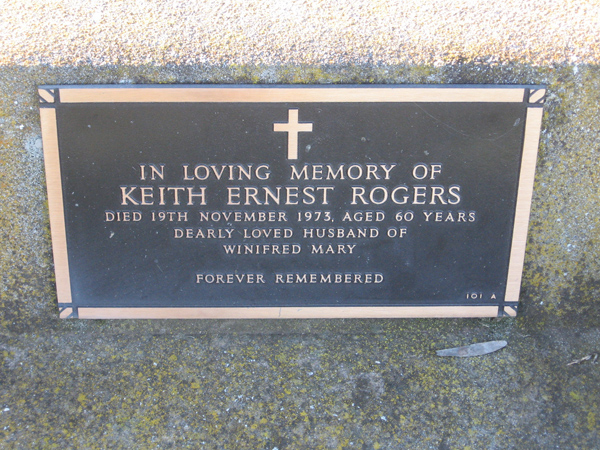 IN LOVING MEMORY OF
KEITH ERNEST ROGERS
DIED 19TH NOVEMBER 1973, AGED 60 YEARS
DEARLY LOVED HUSBAND OF
WINIFRED MARY
FOREVER REMEMBERED
101 A